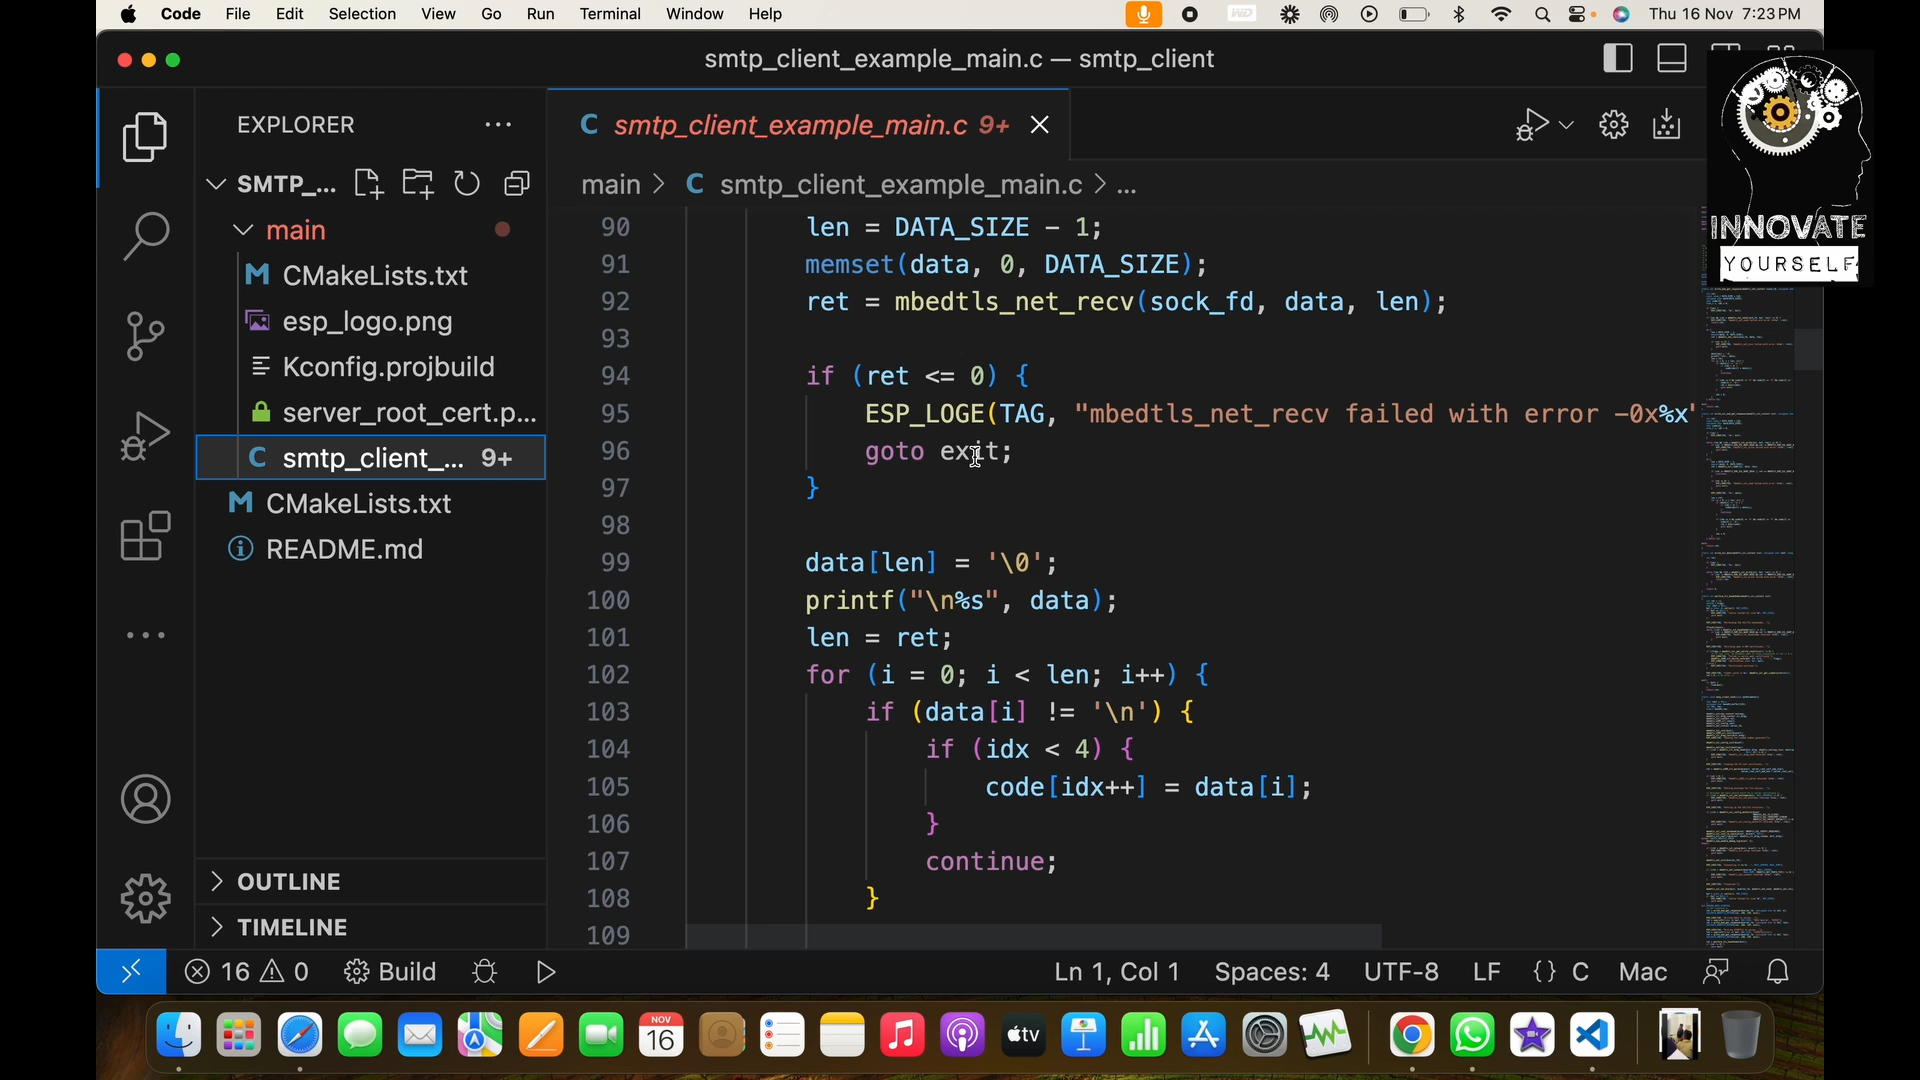 Code File Edit Selection View Go Run Terminal Window Help Thu 16 Nov 7:23 PM
smtp_client_example_main.c — smtp_client
EXPLORER
smtp_client_example_main.c 9+
SMTP_...
main > C smtp_client_example_main.c > ...
main
CMakeLists.txt
esp_logo.png
Kconfig.projbuild
server_root_cert.p...
C smtp_client_... 9+
CMakeLists.txt
README.md
OUTLINE
TIMELINE
90 len = DATA_SIZE - 1;
91 memset(data, 0, DATA_SIZE);
92 ret = mbedtls_net_recv(sock_fd, data, len);
93
94 if (ret <= 0) {
95 ESP_LOGE(TAG, "mbedtls_net_recv failed with error -0x%x"
96 goto exit;
97 }
98
99 data[len] = '\0';
100 printf("\n%s", data);
101 len = ret;
102 for (i = 0; i < len; i++) {
103 if (data[i] != '\n') {
104 if (idx < 4) {
105 code[idx++] = data[i];
106 }
107 continue;
108 }
109
INNOVATE
YOURSELF
16 0 Build Ln 1, Col 1 Spaces: 4 UTF-8 LF {} C Mac
NOV
16
tv